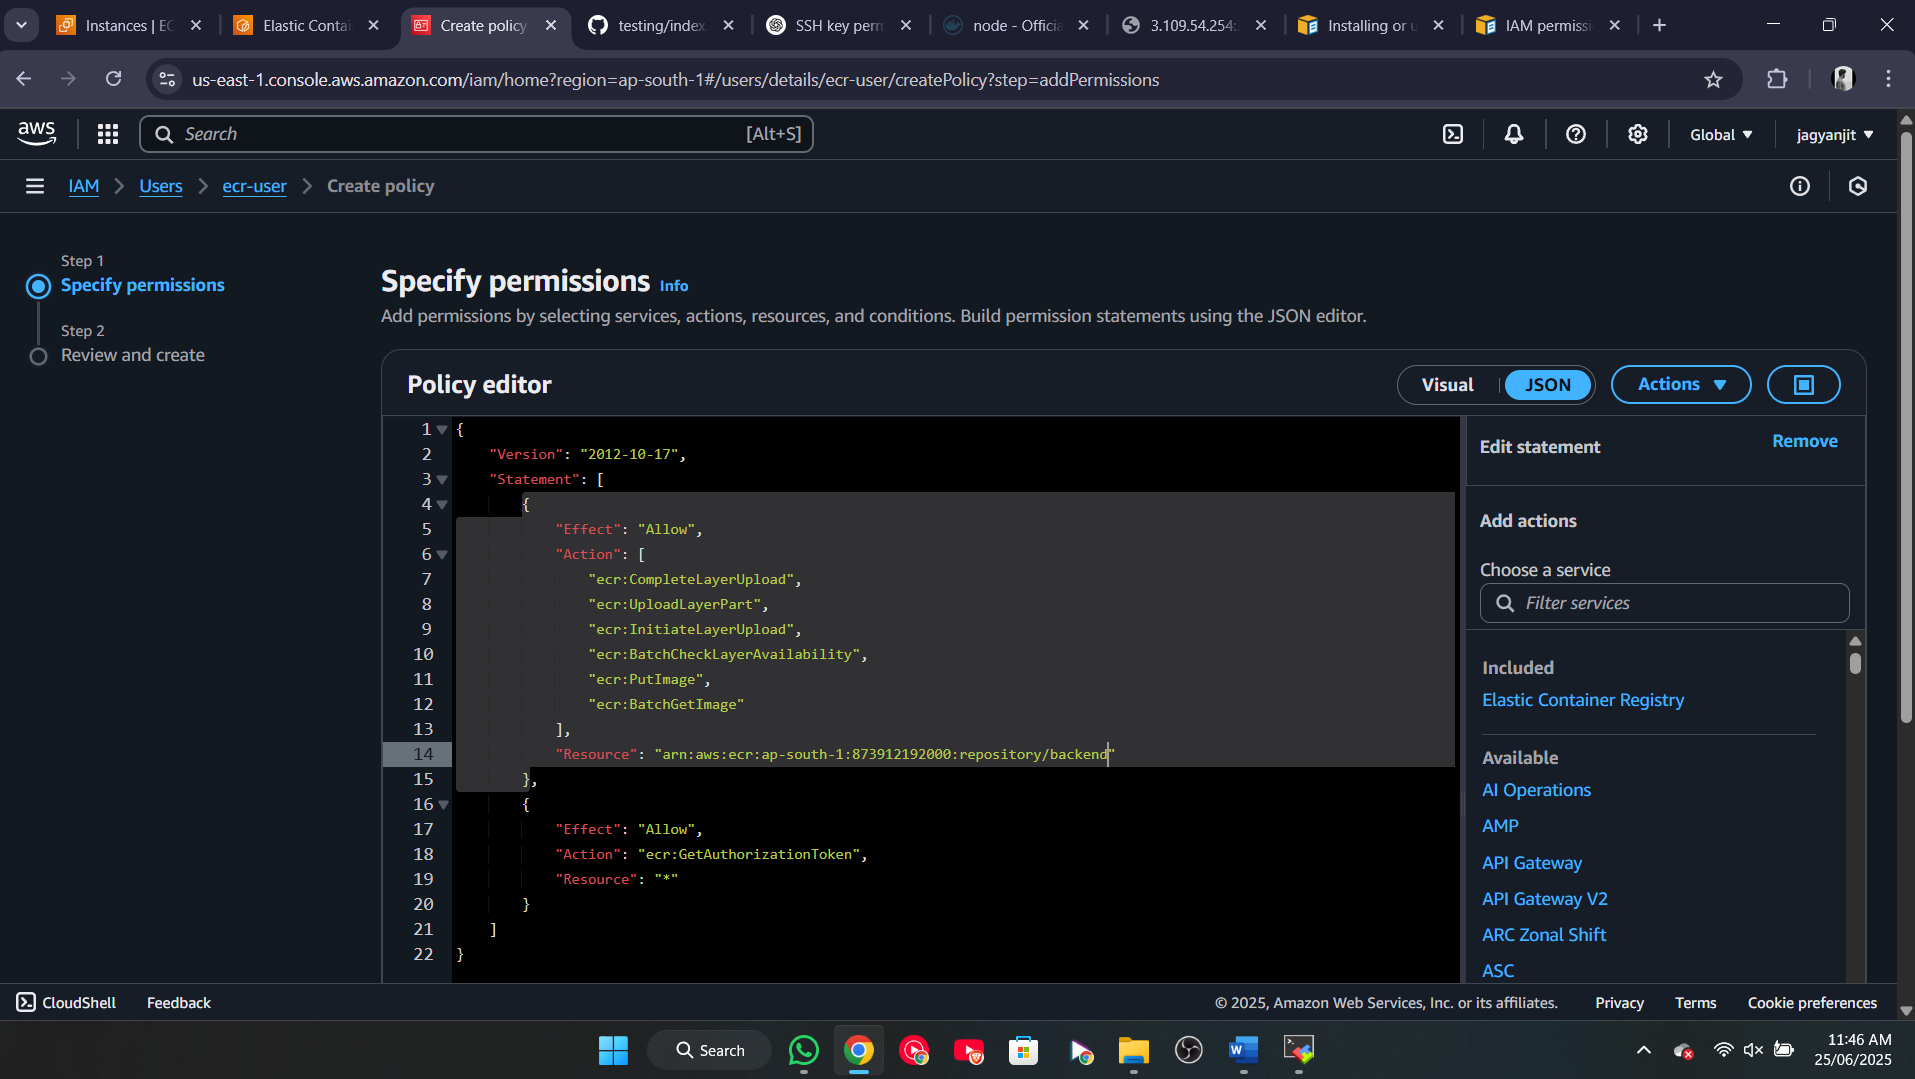 Instances | EC
Elastic Contai
Create policy
testing/index.
SSH key perm
node - Officia
3.109.54.254:
Installing or u
IAM permissi
us-east-1.console.aws.amazon.com/iam/home?region=ap-south-1#/users/details/ecr-user/createPolicy?step=addPermissions
aws
Search
[Alt+S]
Global
jagyanjit
IAM
Users
ecr-user
Create policy
Step 1
Specify permissions
Step 2
Review and create
Specify permissions Info
Add permissions by selecting services, actions, resources, and conditions. Build permission statements using the JSON editor.
Policy editor
Visual
JSON
Actions
1 {
2 "Version": "2012-10-17",
3 "Statement": [
4 {
5 "Effect": "Allow",
6 "Action": [
7 "ecr:CompleteLayerUpload",
8 "ecr:UploadLayerPart",
9 "ecr:InitiateLayerUpload",
10 "ecr:BatchCheckLayerAvailability",
11 "ecr:PutImage",
12 "ecr:BatchGetImage"
13 ],
14 "Resource": "arn:aws:ecr:ap-south-1:873912192000:repository/backend"
15 },
16 {
17 "Effect": "Allow",
18 "Action": "ecr:GetAuthorizationToken",
19 "Resource": "*"
20 }
21 ]
22 }
Edit statement
Remove
Add actions
Choose a service
Filter services
Included
Elastic Container Registry
Available
AI Operations
AMP
API Gateway
API Gateway V2
ARC Zonal Shift
ASC
CloudShell
Feedback
© 2025, Amazon Web Services, Inc. or its affiliates.
Privacy
Terms
Cookie preferences
Search
11:46 AM
25/06/2025